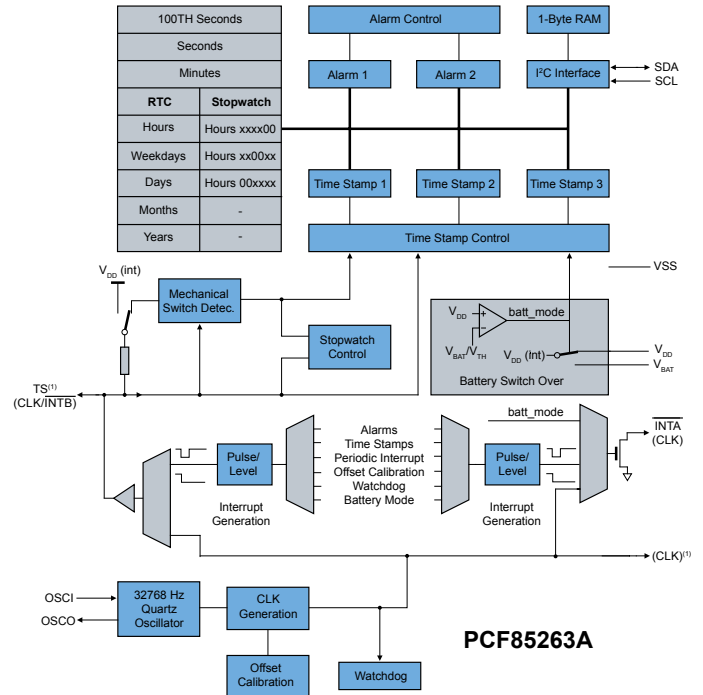 100TH Seconds
Seconds
Minutes
RTC Stopwatch
Hours Hours xxxx00
Weekdays Hours xx00xx
Days Hours 00xxxx
Months -
Years -
Alarm Control
1-Byte RAM
Alarm 1
Alarm 2
I²C Interface
SDA
SCL
Time Stamp 1
Time Stamp 2
Time Stamp 3
Time Stamp Control
VSS
VDD (int)
Mechanical
Switch Detec.
Stopwatch
Control
VDD
+
−
VBAT/VTH
batt_mode
VDD (Int)
Battery Switch Over
VDD
VBAT
TS(1)
(CLK/INTB)
Pulse/
Level
Interrupt
Generation
Alarms
Time Stamps
Periodic Interrupt
Offset Calibration
Watchdog
Battery Mode
batt_mode
Pulse/
Level
Interrupt
Generation
INTA
(CLK)
(CLK)(1)
OSCI
OSCO
32768 Hz
Quartz
Oscillator
CLK
Generation
Offset
Calibration
Watchdog
PCF85263A